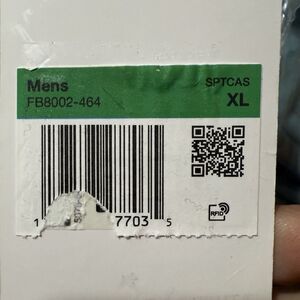 Mens
SPTCAS
FB8002-464
XL
1
7703
5
RFID